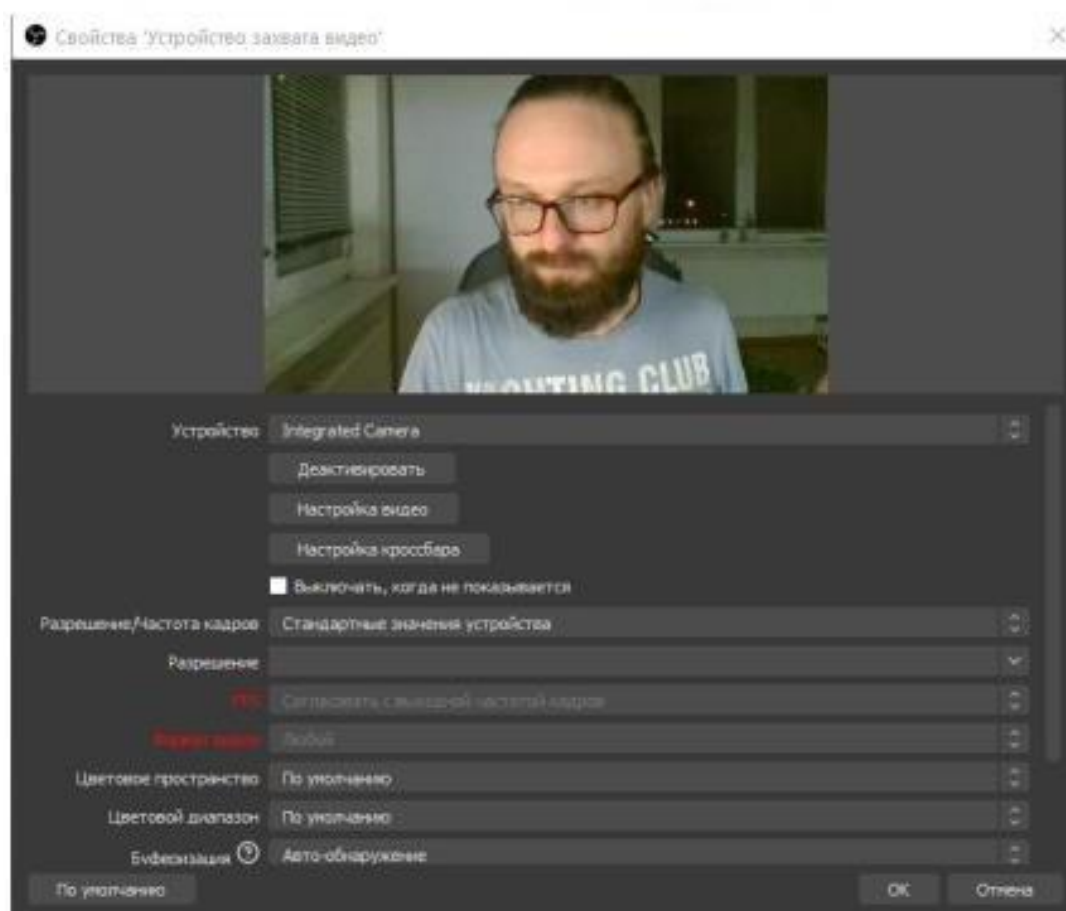 Свойства 'Устройство захвата видео'
YACHTING CLUB
Устройство Integrated Camera
Деактивировать
Настройка видео
Настройка кроссбара
Выключать, когда не показывается
Разрешение/Частота кадров Стандартные значения устройства
Разрешение
FPS Согласовать с выходной частотой кадров
Формат видео Любой
Цветовое пространство По умолчанию
Цветовой диапазон По умолчанию
Буферизация ? Авто-обнаружение
По умолчанию OK Отмена